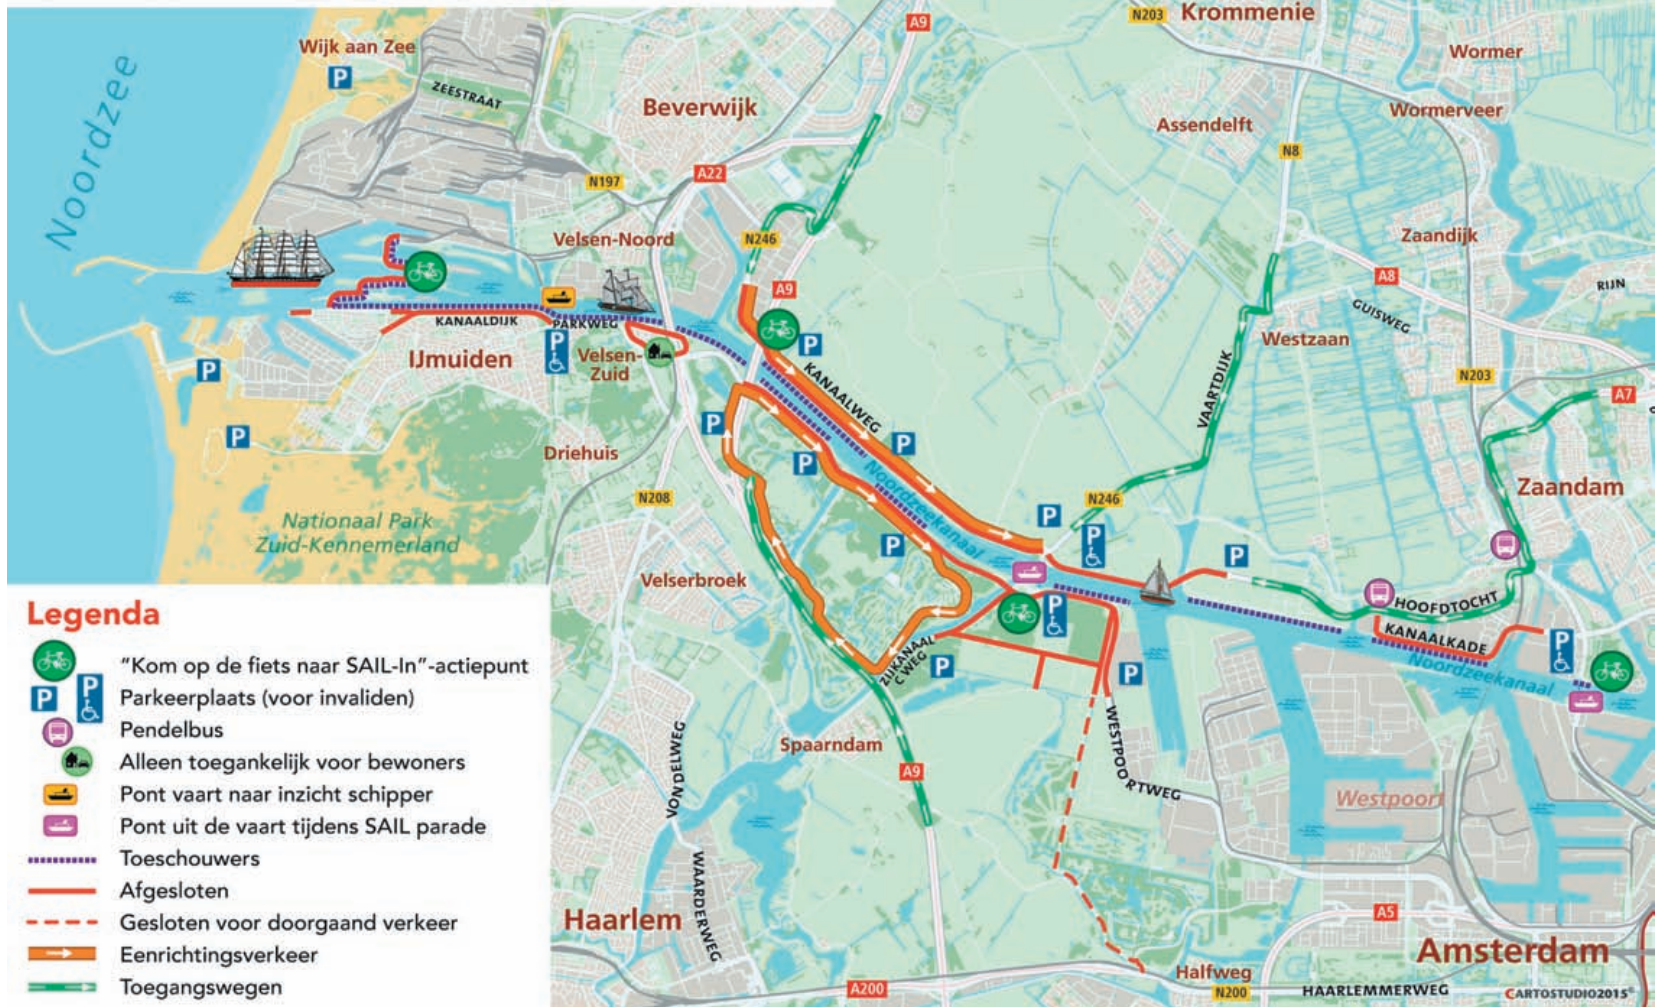 Noordzee
Wijk aan Zee
P
ZEESTRAAT
Beverwijk
A9
N203
Krommenie
Wormer
Wormerveer
Assendelft
N8
A22
N197
Velsen-Noord
N246
A9
Zaandijk
A8
RIJN
GUISWEG
Westzaan
N203
A7
KANAALDIJK
PARKWEG
IJmuiden
P
Velsen-
Zuid
P
P
KANAALWEG
VAARTDIJK
P
P
P
P
P
Driehuis
N208
Noordzeekanaal
N246
Zaandam
Nationaal Park
Zuid-Kennemerland
P
P
P
P
Velserbroek
P
HOOFDTOCHT
KANAALKADE
P
Noordzeekanaal
ZIJKANAAL
C WEG
P
P
Spaarndam
A9
VONDELWEG
WESTPOORTWEG
Westpoort
WAARDERWEG
Haarlem
A5
Amsterdam
Halfweg
A200
N200
HAARLEMMERWEG
CARTOSTUDIO2015©
Legenda
"Kom op de fiets naar SAIL-In"-actiepunt
P P Parkeerplaats (voor invaliden)
Pendelbus
Alleen toegankelijk voor bewoners
Pont vaart naar inzicht schipper
Pont uit de vaart tijdens SAIL parade
Toeschouwers
Afgesloten
Gesloten voor doorgaand verkeer
Eenrichtingsverkeer
Toegangswegen